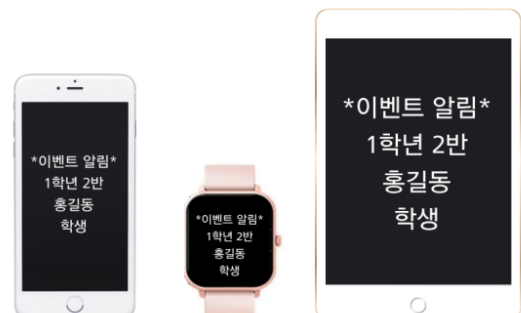 *이벤트 알림*
1학년 2반
홍길동
학생
*이벤트 알림*
1학년 2반
홍길동
학생
*이벤트 알림*
1학년 2반
홍길동
학생